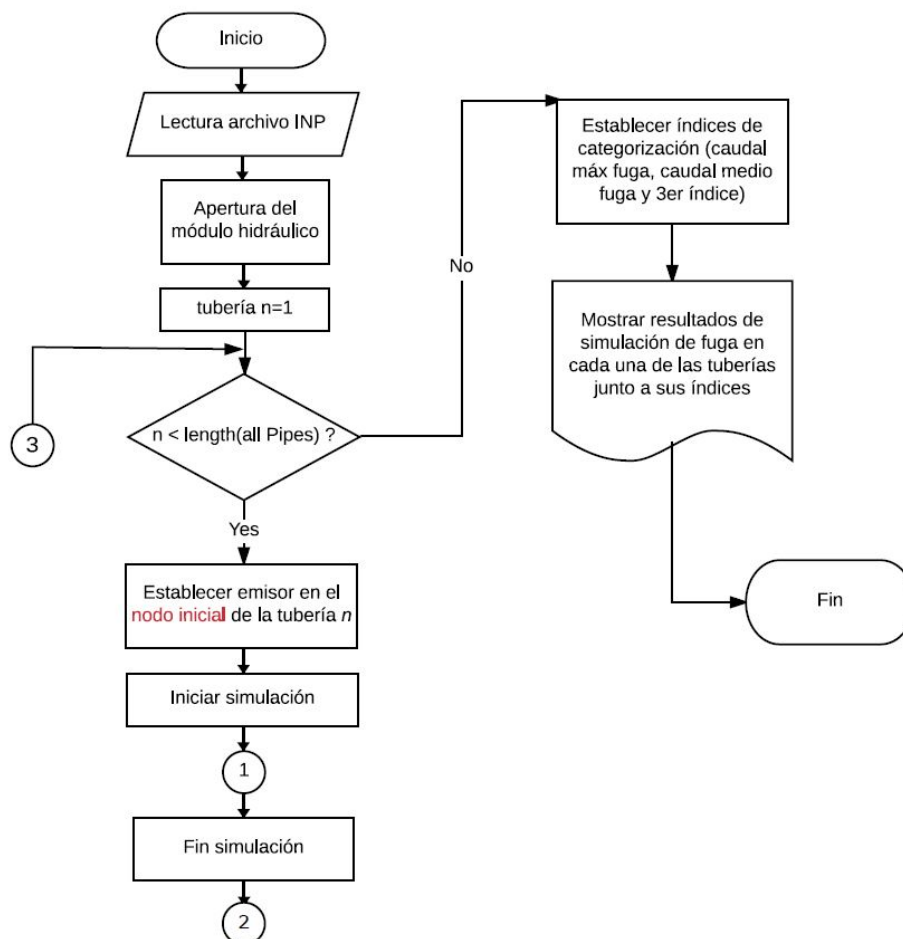 Inicio
Lectura archivo INP
Apertura del
módulo hidráulico
tubería n=1
3
n < length(all Pipes) ?
No
Yes
Establecer emisor en el
nodo inicial de la tubería n
Iniciar simulación
1
Fin simulación
2
Establecer índices de
categorización (caudal
máx fuga, caudal medio
fuga y 3er índice)
Mostrar resultados de
simulación de fuga en
cada una de las tuberías
junto a sus índices
Fin